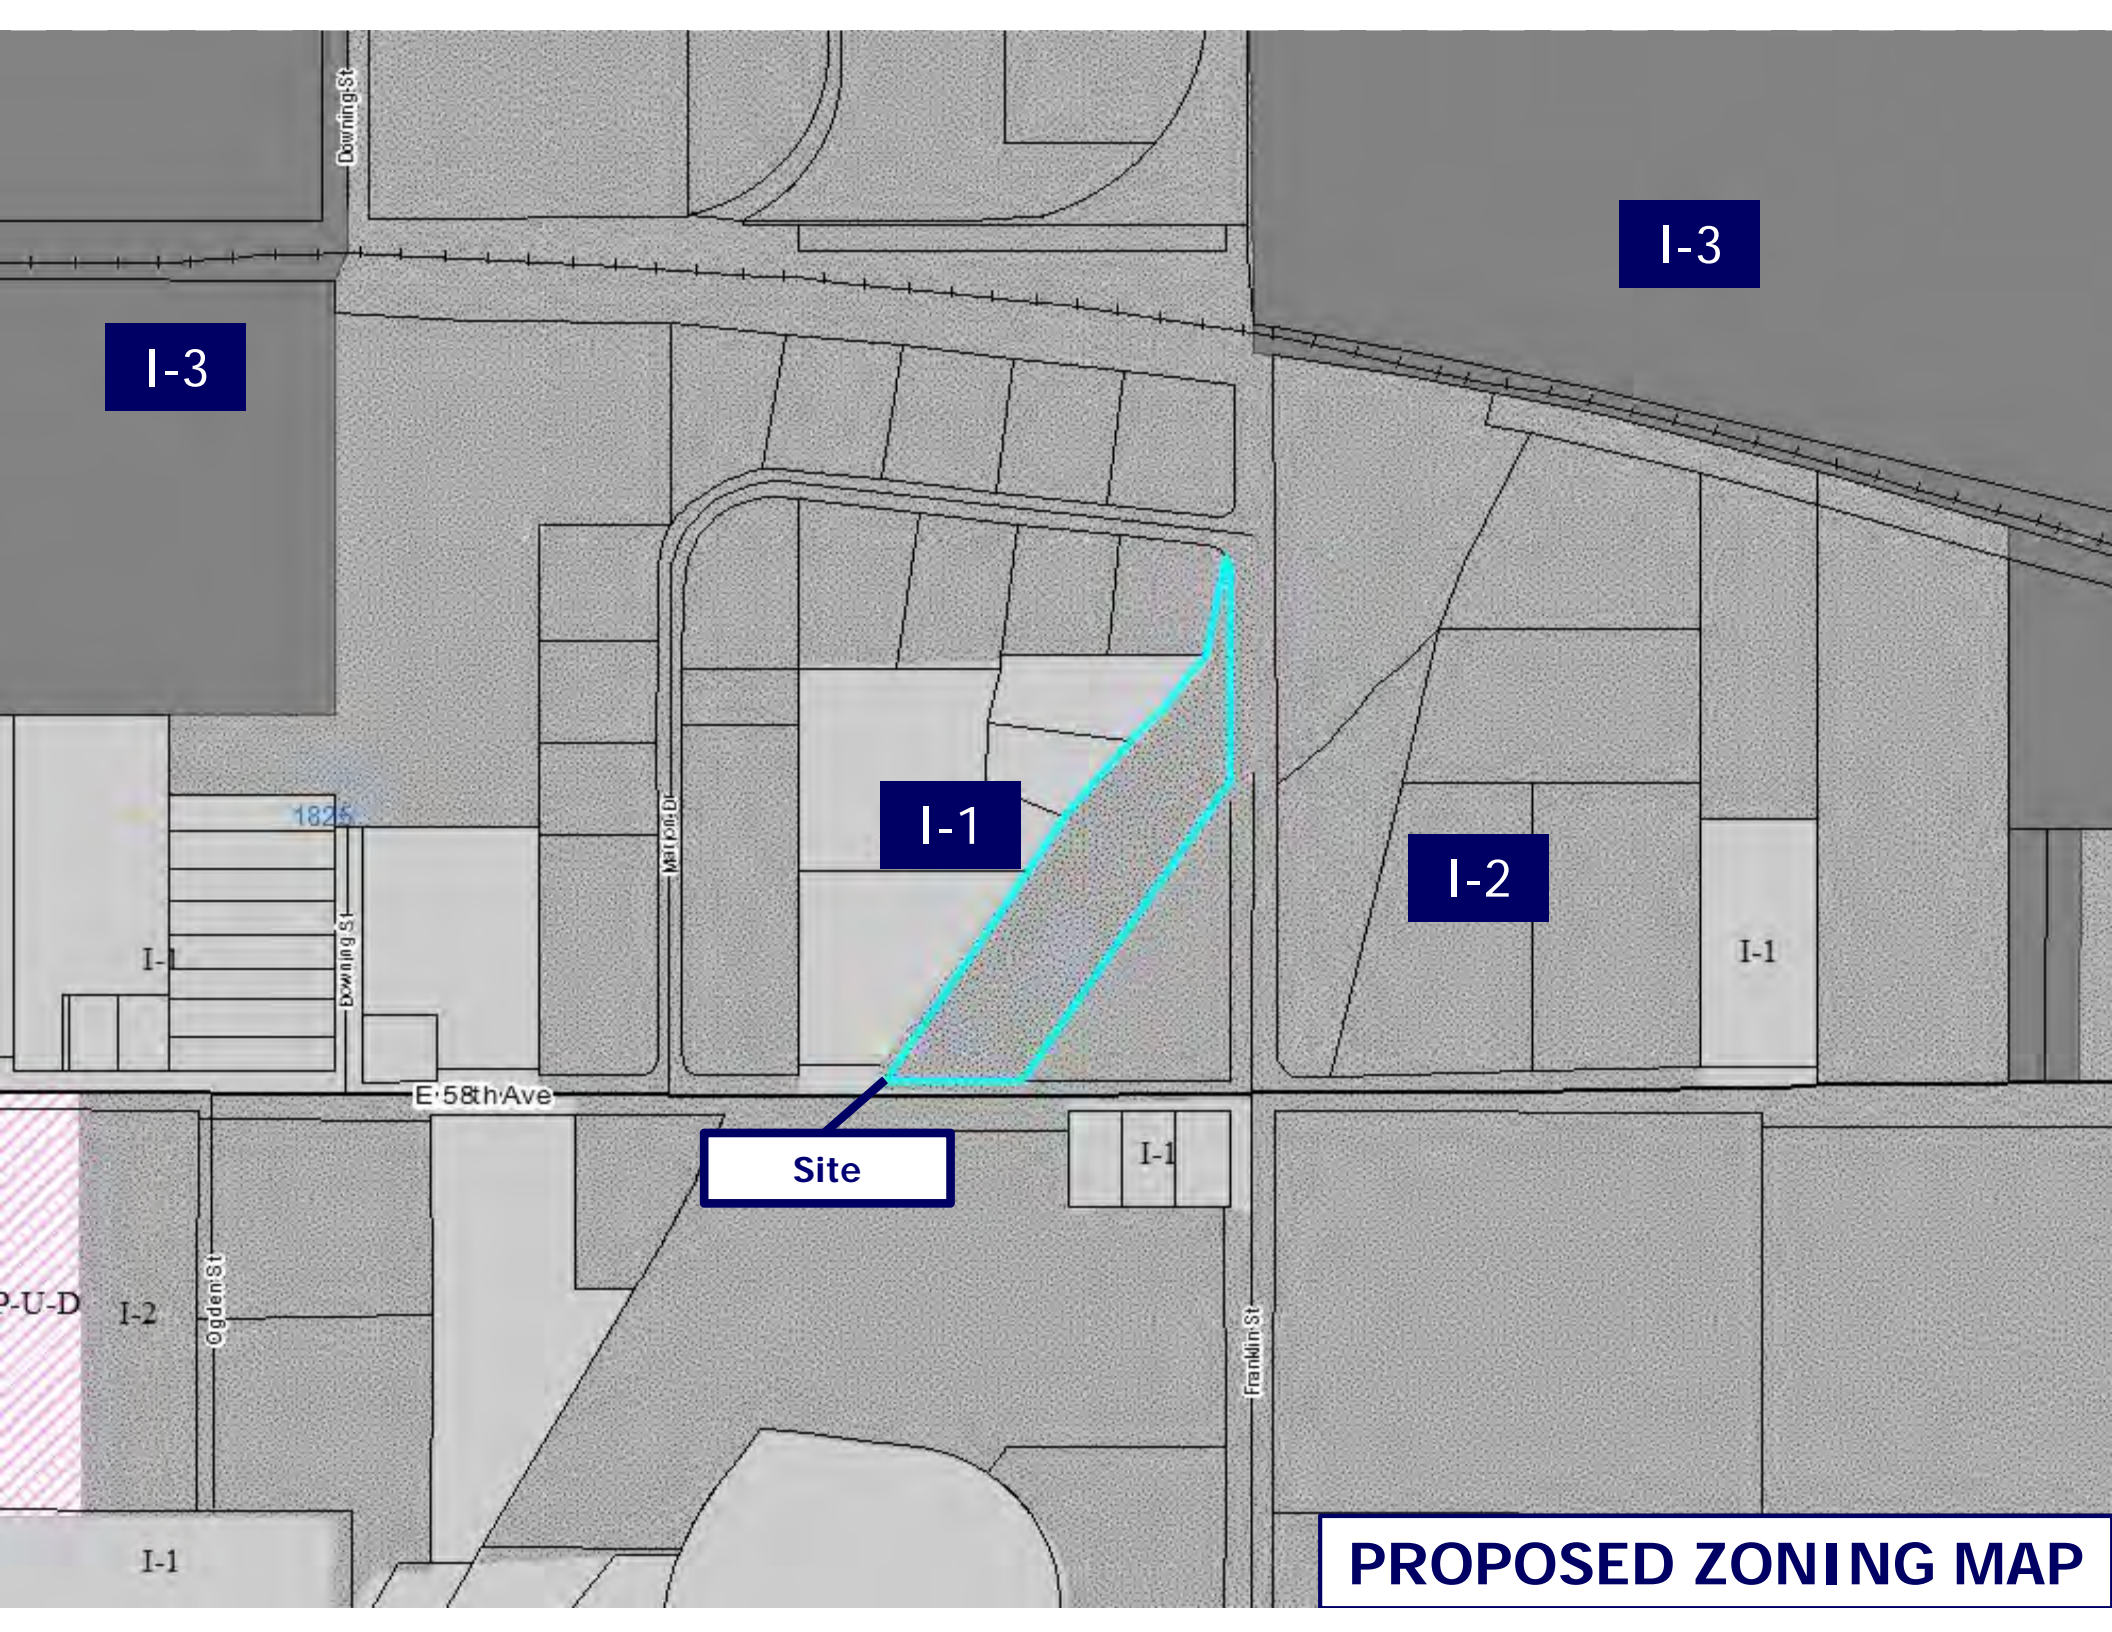 Downing St
I-3
I-3
1825
Marion Dr
I-1
I-2
I-1
I-1
Downing St
E 58th Ave
Site
I-1
P-U-D
I-2
Ogden St
Franklin St
I-1
PROPOSED ZONING MAP